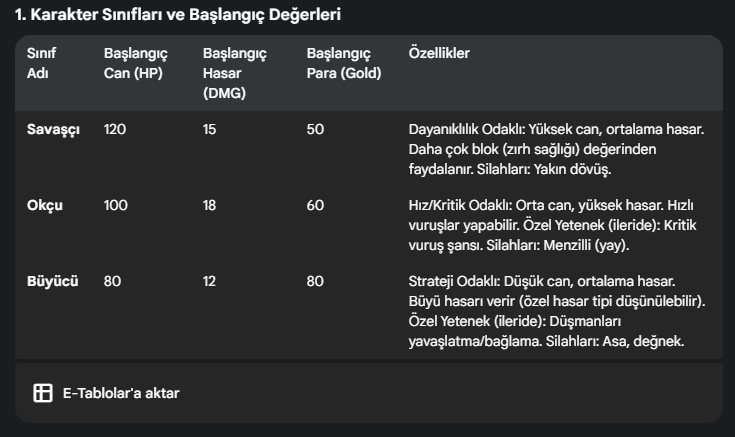 1. Karakter Sınıfları ve Başlangıç Değerleri
Sınıf Adı
Başlangıç Can (HP)
Başlangıç Hasar (DMG)
Başlangıç Para (Gold)
Özellikler
Savaşçı
120
15
50
Dayanıklılık Odaklı: Yüksek can, ortalama hasar.
Daha çok blok (zırh sağlığı) değerinden
faydalanır. Silahları: Yakın dövüş.
Okçu
100
18
60
Hız/Kritik Odaklı: Orta can, yüksek hasar. Hızlı
vuruşlar yapabilir. Özel Yetenek (ileride): Kritik
vuruş şansı. Silahları: Menzilli (yay).
Büyücü
80
12
80
Strateji Odaklı: Düşük can, ortalama hasar.
Büyü hasarı verir (özel hasar tipi düşünülebilir).
Özel Yetenek (ileride): Düşmanları
yavaşlatma/bağlama. Silahları: Asa, değnek.
E-Tablolar'a aktar